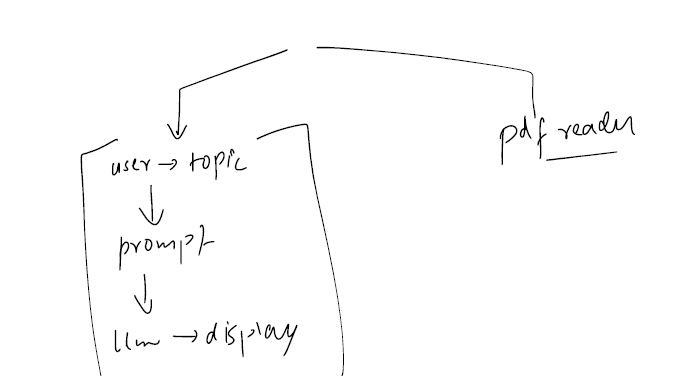 user → topic
prompt
llm → display
pdf reader